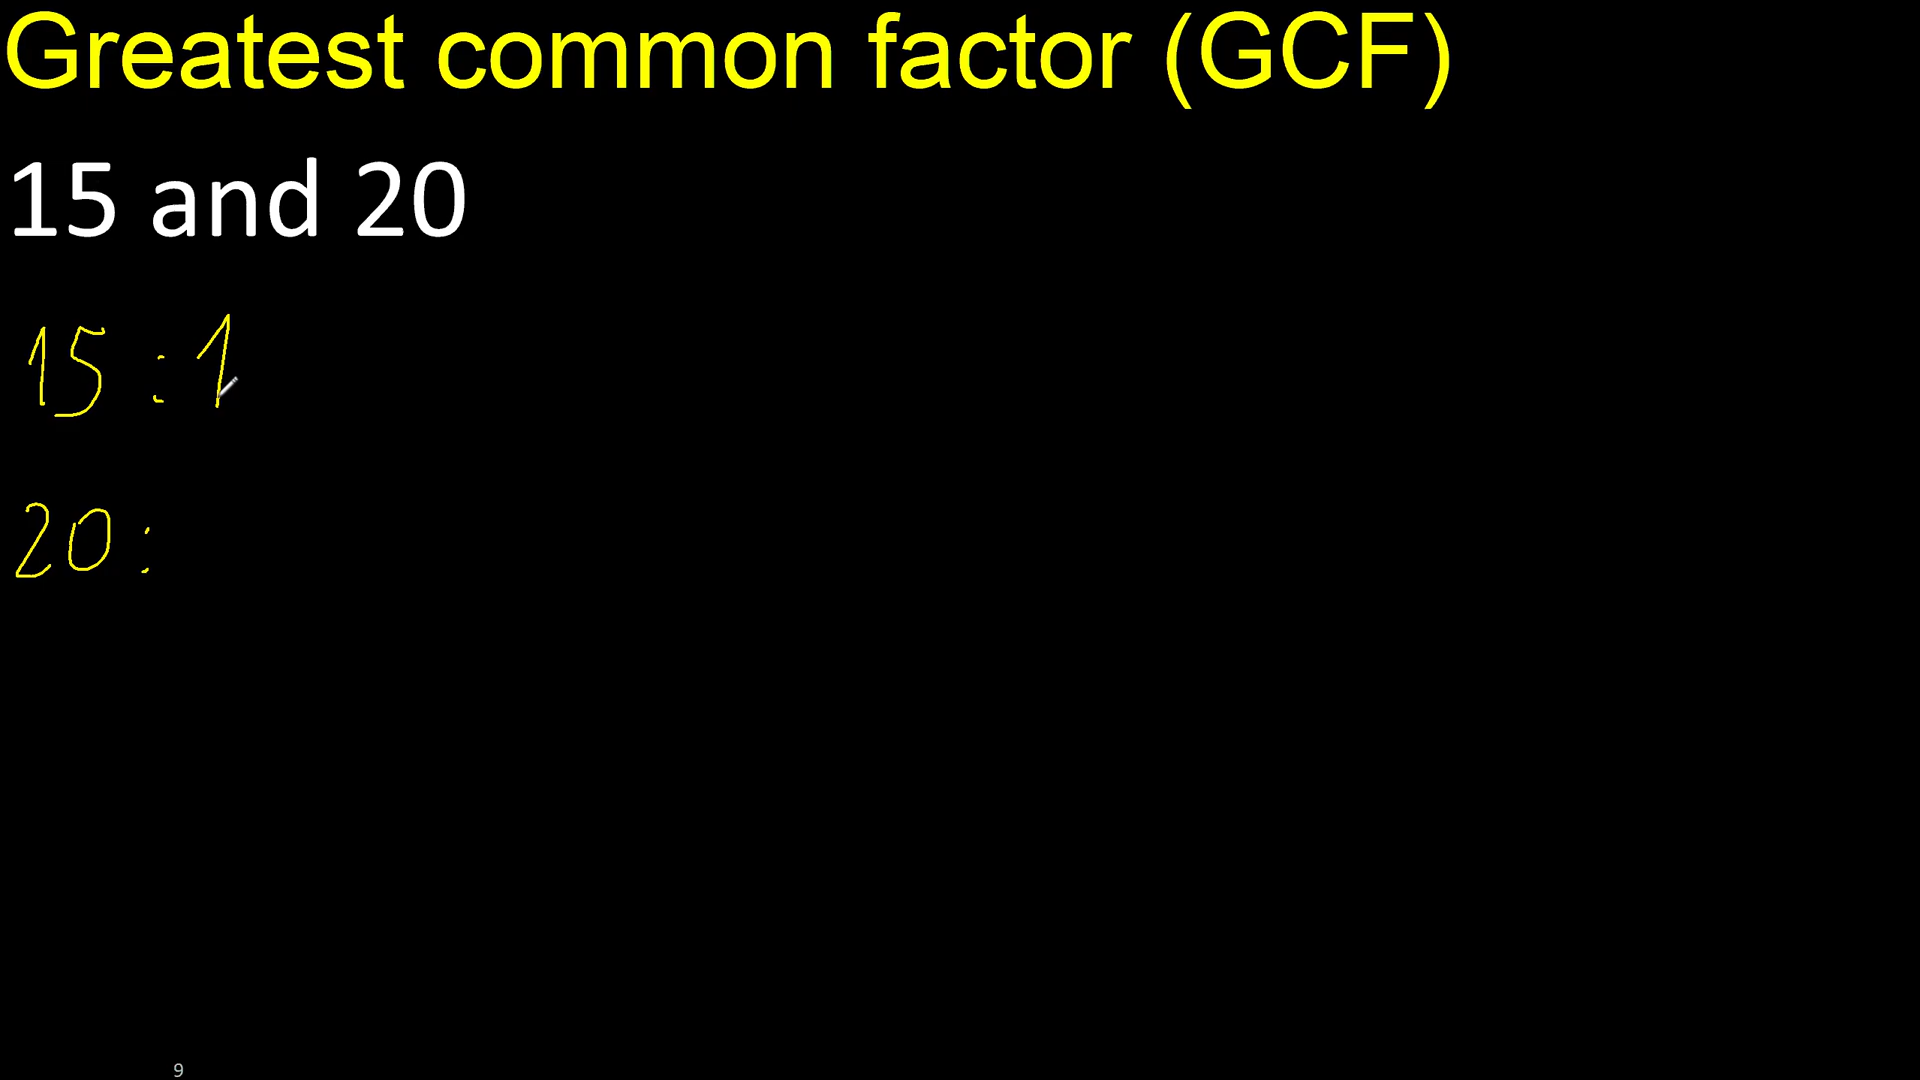 Greatest common factor (GCF)
15 and 20
15 : 1
20 :
9